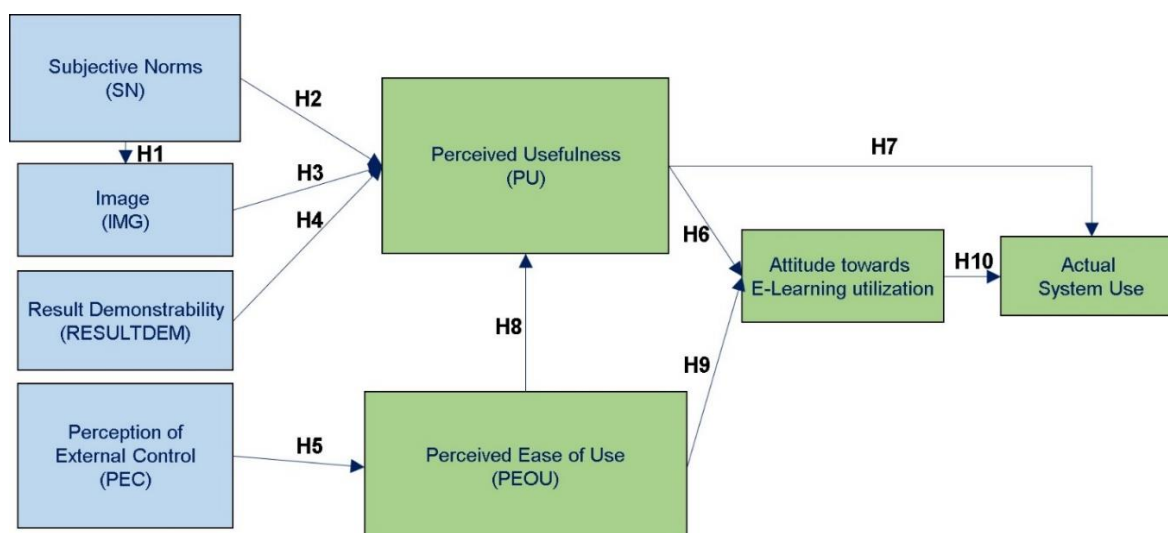 Subjective Norms
(SN)
H1
Image
(IMG)
Result Demonstrability
(RESULTDEM)
Perception of
External Control
(PEC)
H2
H3
H4
H5
Perceived Usefulness
(PU)
H8
Perceived Ease of Use
(PEOU)
H7
H6
H9
Attitude towards
E-Learning utilization
H10
Actual
System Use